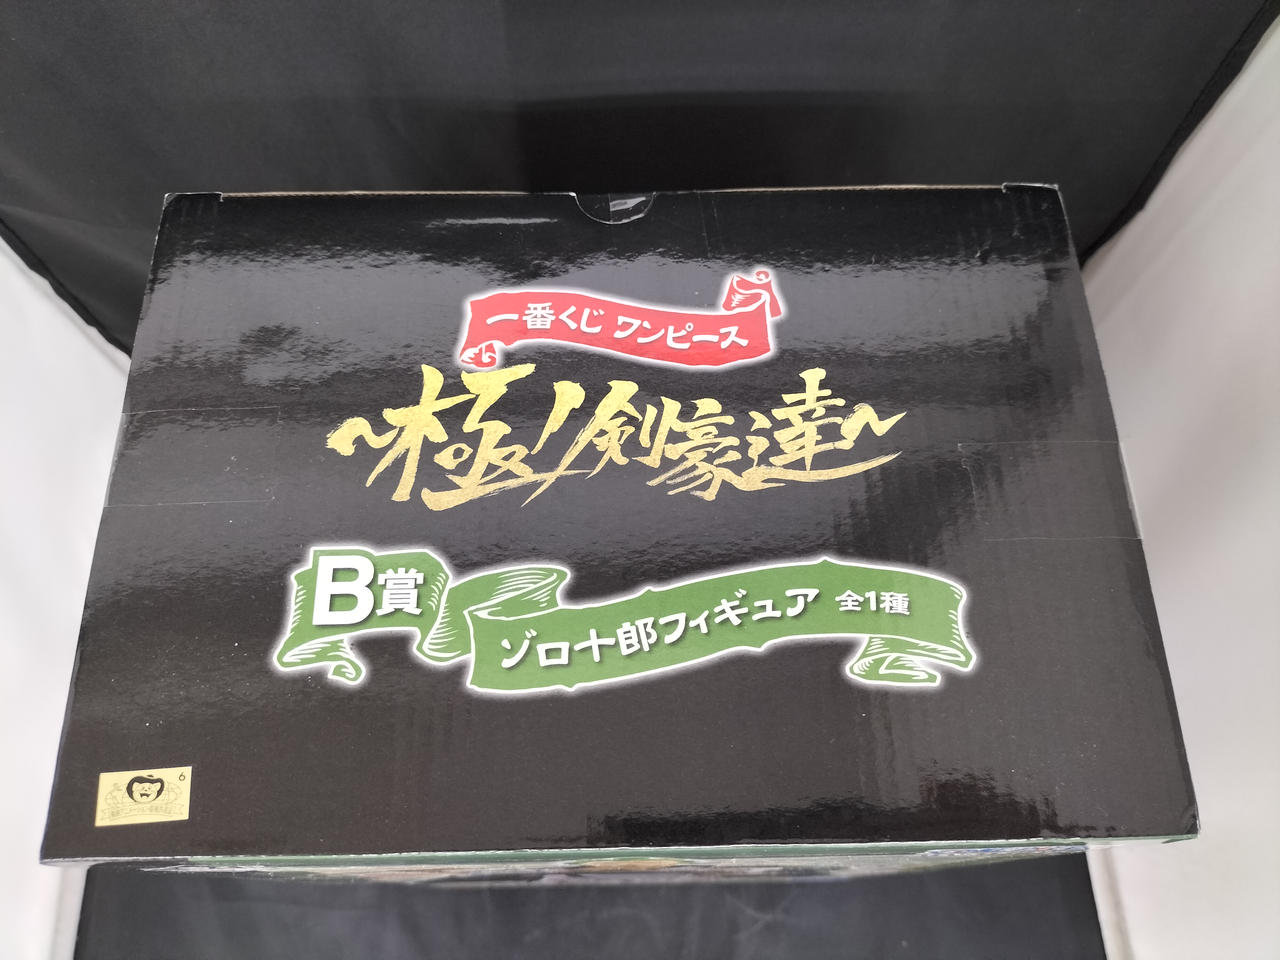 一番くじ ワンピース
~極ノ剣豪達~
B賞
ゾロ十郎フィギュア 全1種
6